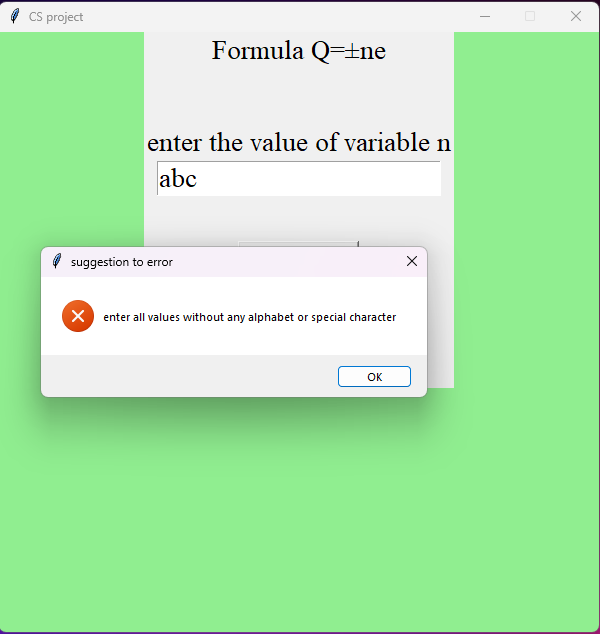 CS project
Formula Q=±ne
enter the value of variable n
abc
suggestion to error
enter all values without any alphabet or special character
OK